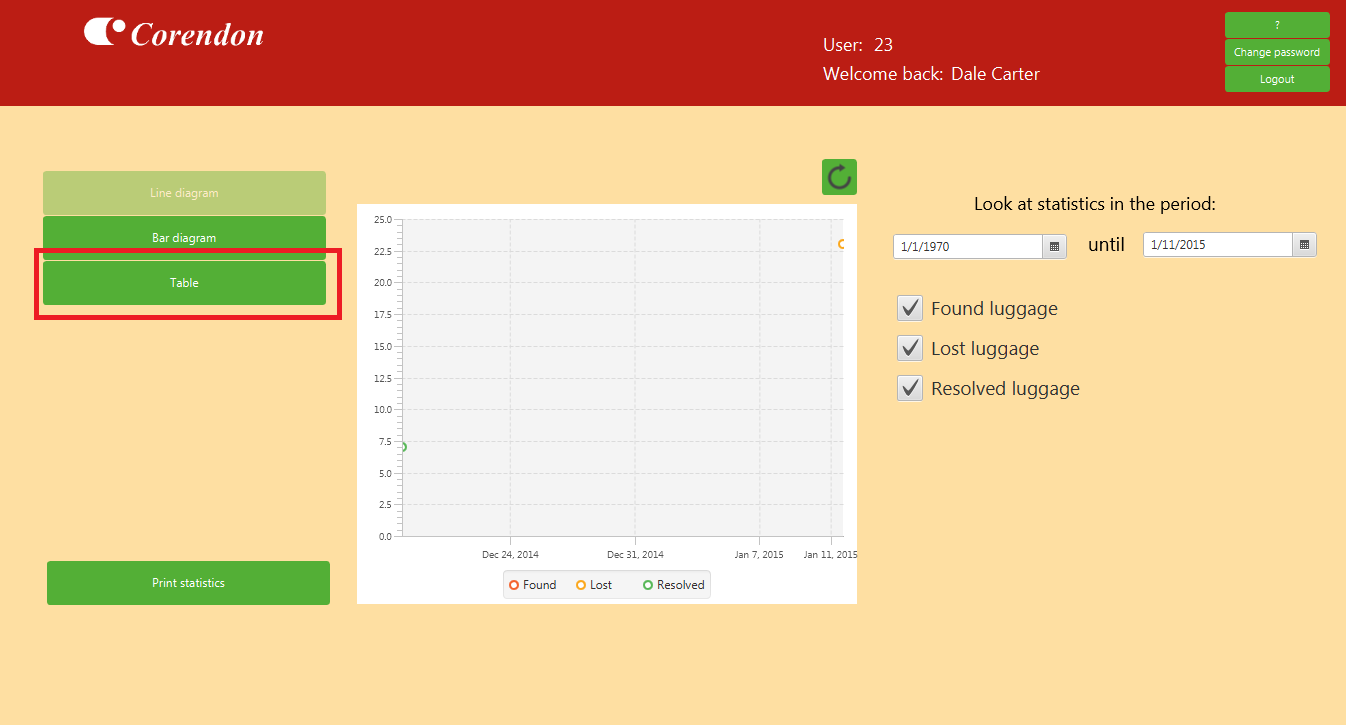 Corendon
User: 23
Welcome back: Dale Carter
?
Change password
Logout
Line diagram
Bar diagram
Table
Print statistics
25.0
22.5
20.0
17.5
15.0
12.5
10.0
7.5
5.0
2.5
0.0
Dec 24, 2014 Dec 31, 2014 Jan 7, 2015 Jan 11, 2015
Found Lost Resolved
Look at statistics in the period:
1/1/1970 until 1/11/2015
Found luggage
Lost luggage
Resolved luggage